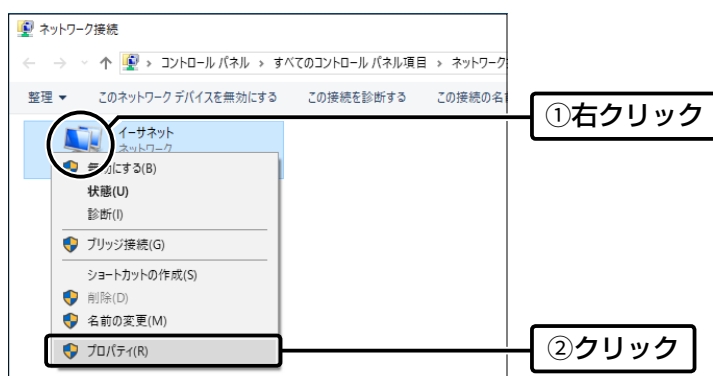 ネットワーク接続
コントロール パネル › すべてのコントロール パネル項目 › ネットワーク
整理 このネットワーク デバイスを無効にする この接続を診断する この接続の名
①右クリック
イーサネット
ネットワーク
無効にする(B)
状態(U)
診断(I)
ブリッジ接続(G)
ショートカットの作成(S)
削除(D)
名前の変更(M)
プロパティ(R)
②クリック